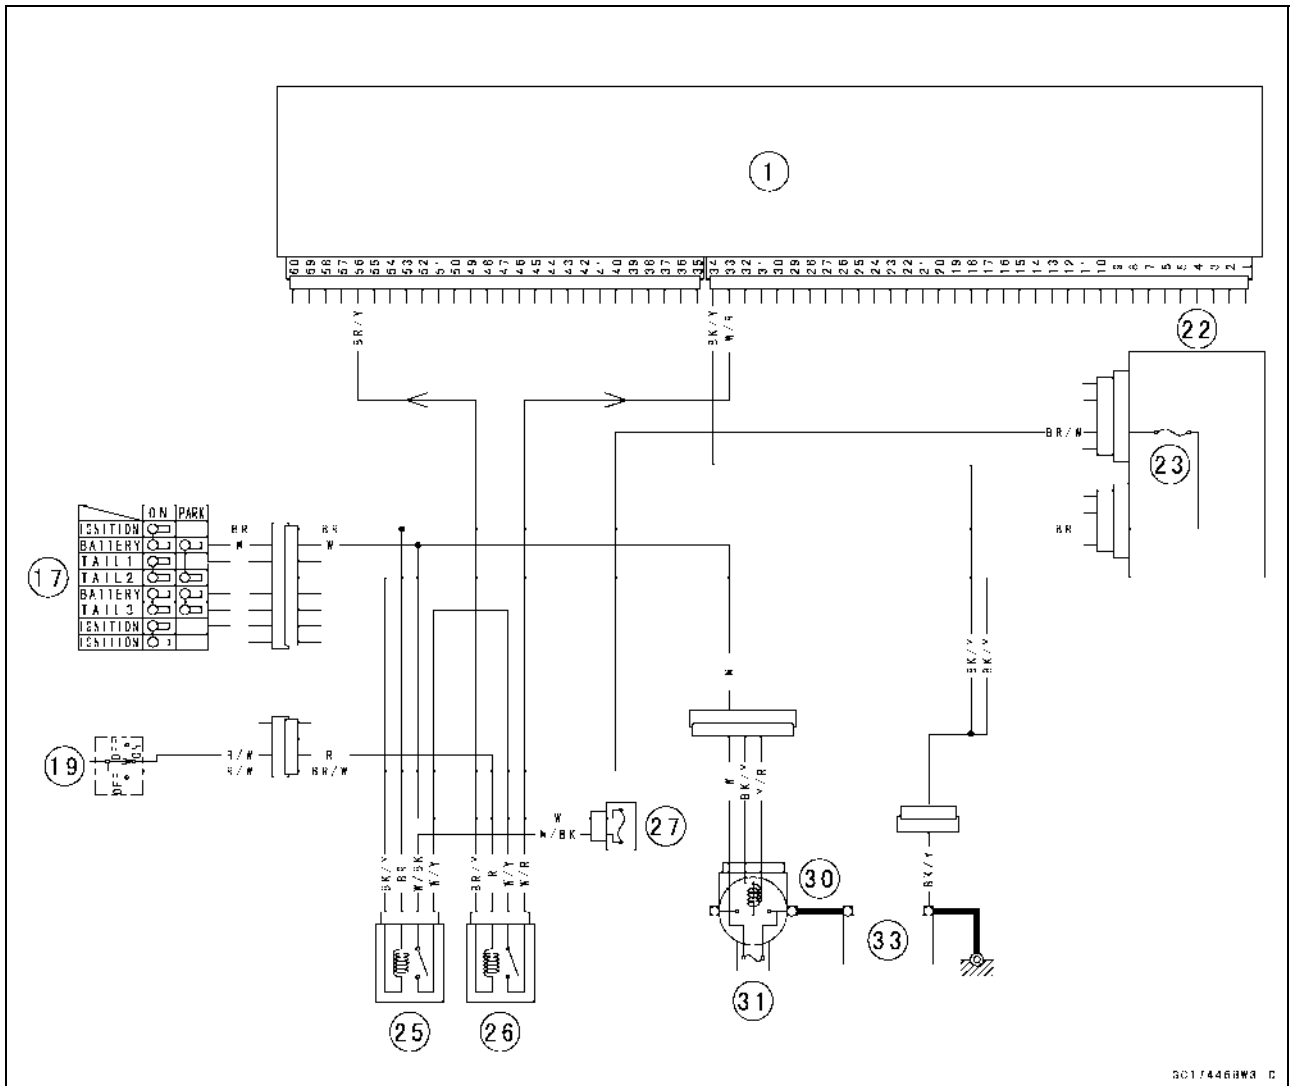 1
60 59 58 57 56 55 54 53 52 51 50 49 48 47 46 45 44 43 42 41 40 39 38 37 36 35 34 33 32 31 30 29 28 27 26 25 24 23 22 21 20 19 18 17 16 15 14 13 12 11 10 9 8 7 6 5 4 3 2 1
BR/Y
BK/Y
W/R
22
BR/W
23
ON PARK
IGNITION
BATTERY
TAIL1
TAIL2
BATTERY
TAIL3
IGNITION
IGNITION
17
BR
W
BR
W
BR
BK/Y
BK/Y
W
19
OFF
ON
OFF
R/W
R/W
R
BR/W
W
W/BK
27
W
BK/Y
Y/R
BK/Y
BK/Y
BR
W/BK
W/Y
BR/Y
R
W/Y
W/R
30
33
31
25
26